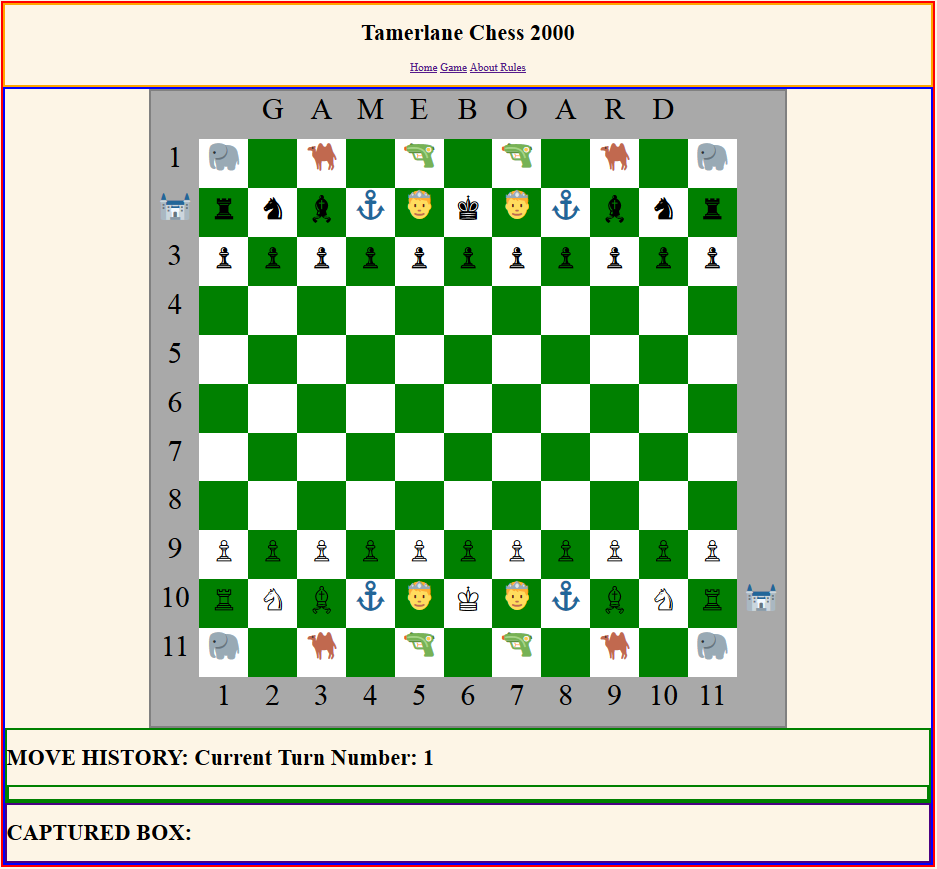 Tamerlane Chess 2000
Home Game About Rules
G A M E B O A R D
1
3
4
5
6
7
8
9
10
11
1 2 3 4 5 6 7 8 9 10 11
MOVE HISTORY: Current Turn Number: 1
CAPTURED BOX: